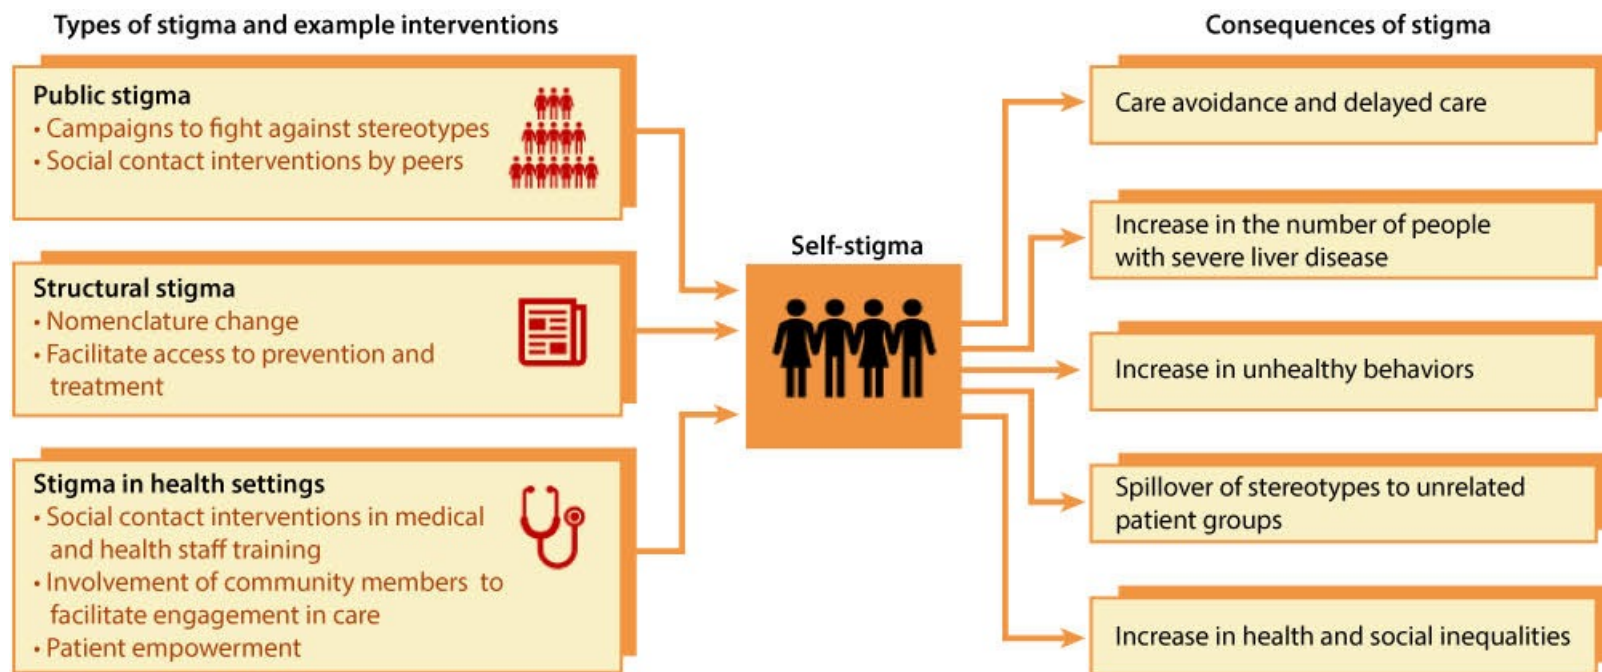 Types of stigma and example interventions
Public stigma
• Campaigns to fight against stereotypes
• Social contact interventions by peers
Structural stigma
• Nomenclature change
• Facilitate access to prevention and
treatment
Stigma in health settings
• Social contact interventions in medical
and health staff training
• Involvement of community members to
facilitate engagement in care
• Patient empowerment
Self-stigma
Consequences of stigma
Care avoidance and delayed care
Increase in the number of people
with severe liver disease
Increase in unhealthy behaviors
Spillover of stereotypes to unrelated
patient groups
Increase in health and social inequalities